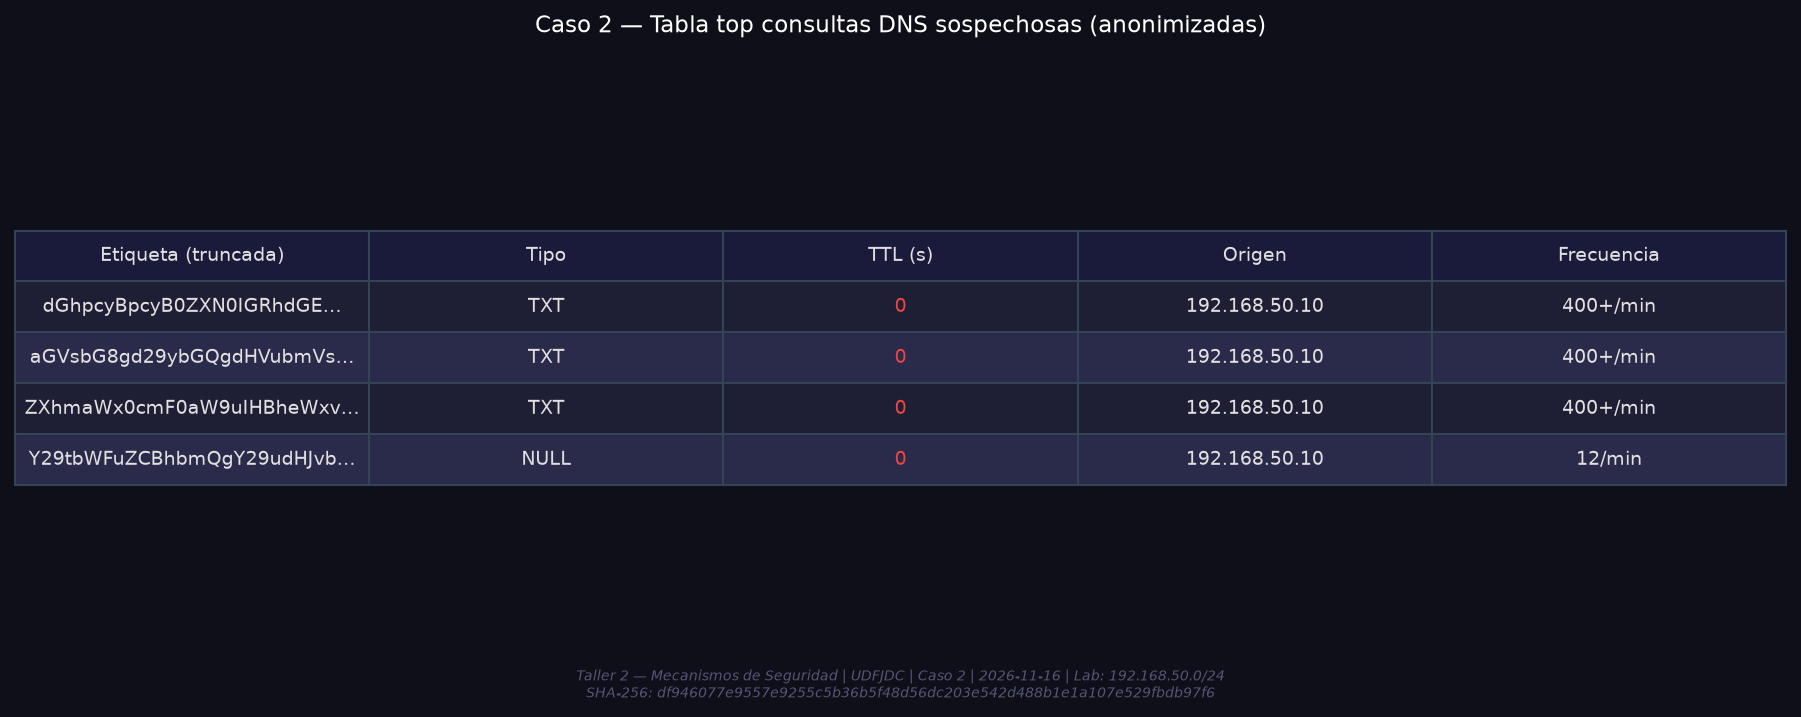 Caso 2 — Tabla top consultas DNS sospechosas (anonimizadas)
Etiqueta (truncada) Tipo TTL (s) Origen Frecuencia
dGhpcyBpcyB0ZXN0IGRhdGE... TXT 0 192.168.50.10 400+/min
aGVsbG8gd29ybGQgdHVubmVs... TXT 0 192.168.50.10 400+/min
ZXhmaWx0cmF0aW9uIHBheWxv... TXT 0 192.168.50.10 400+/min
Y29tbWFuZCBhbmQgY29udHJvb... NULL 0 192.168.50.10 12/min
Taller 2 — Mecanismos de Seguridad | UDFJDC | Caso 2 | 2026-11-16 | Lab: 192.168.50.0/24
SHA-256: df946077e9557e9255c5b36b5f48d56dc203e542d488b1e1a107e529fbdb97f6